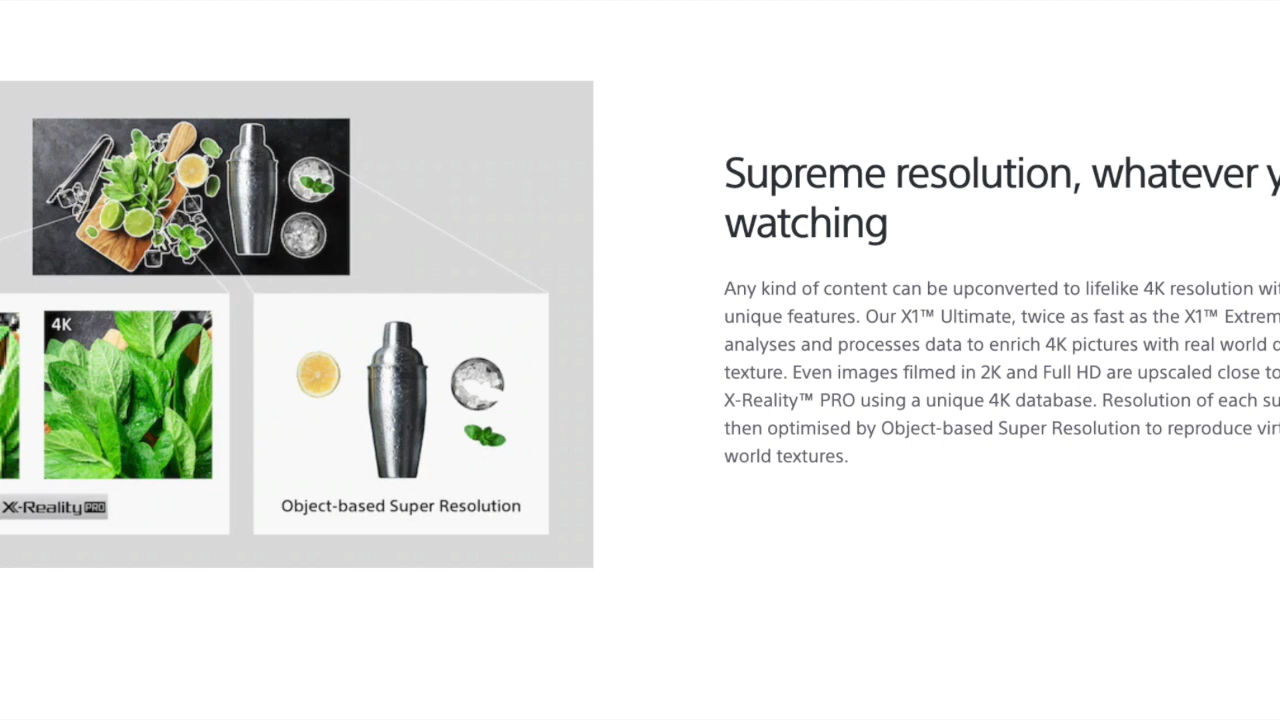 4K
X-Reality PRO
Object-based Super Resolution
Supreme resolution, whatever
watching
Any kind of content can be upconverted to lifelike 4K resolution
unique features. Our X1™ Ultimate, twice as fast as the X1™
analyses and processes data to enrich 4K pictures with real world
texture. Even images filmed in 2K and Full HD are upscaled close to
X-Reality™ PRO using a unique 4K database. Resolution of each
then optimised by Object-based Super Resolution to reproduce
world textures.